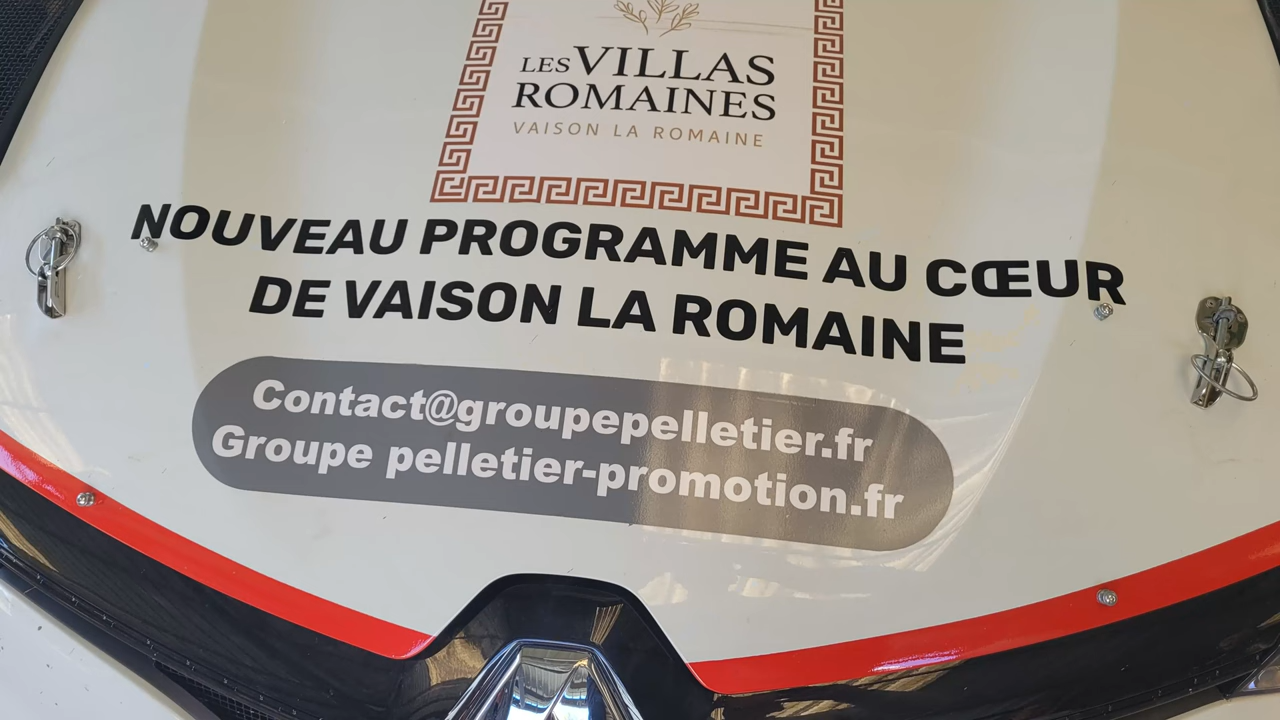 LES VILLAS
ROMAINES
VAISON LA ROMAINE
NOUVEAU PROGRAMME AU CŒUR
DE VAISON LA ROMAINE
Contact@groupepelletier.fr
Groupe pelletier-promotion.fr